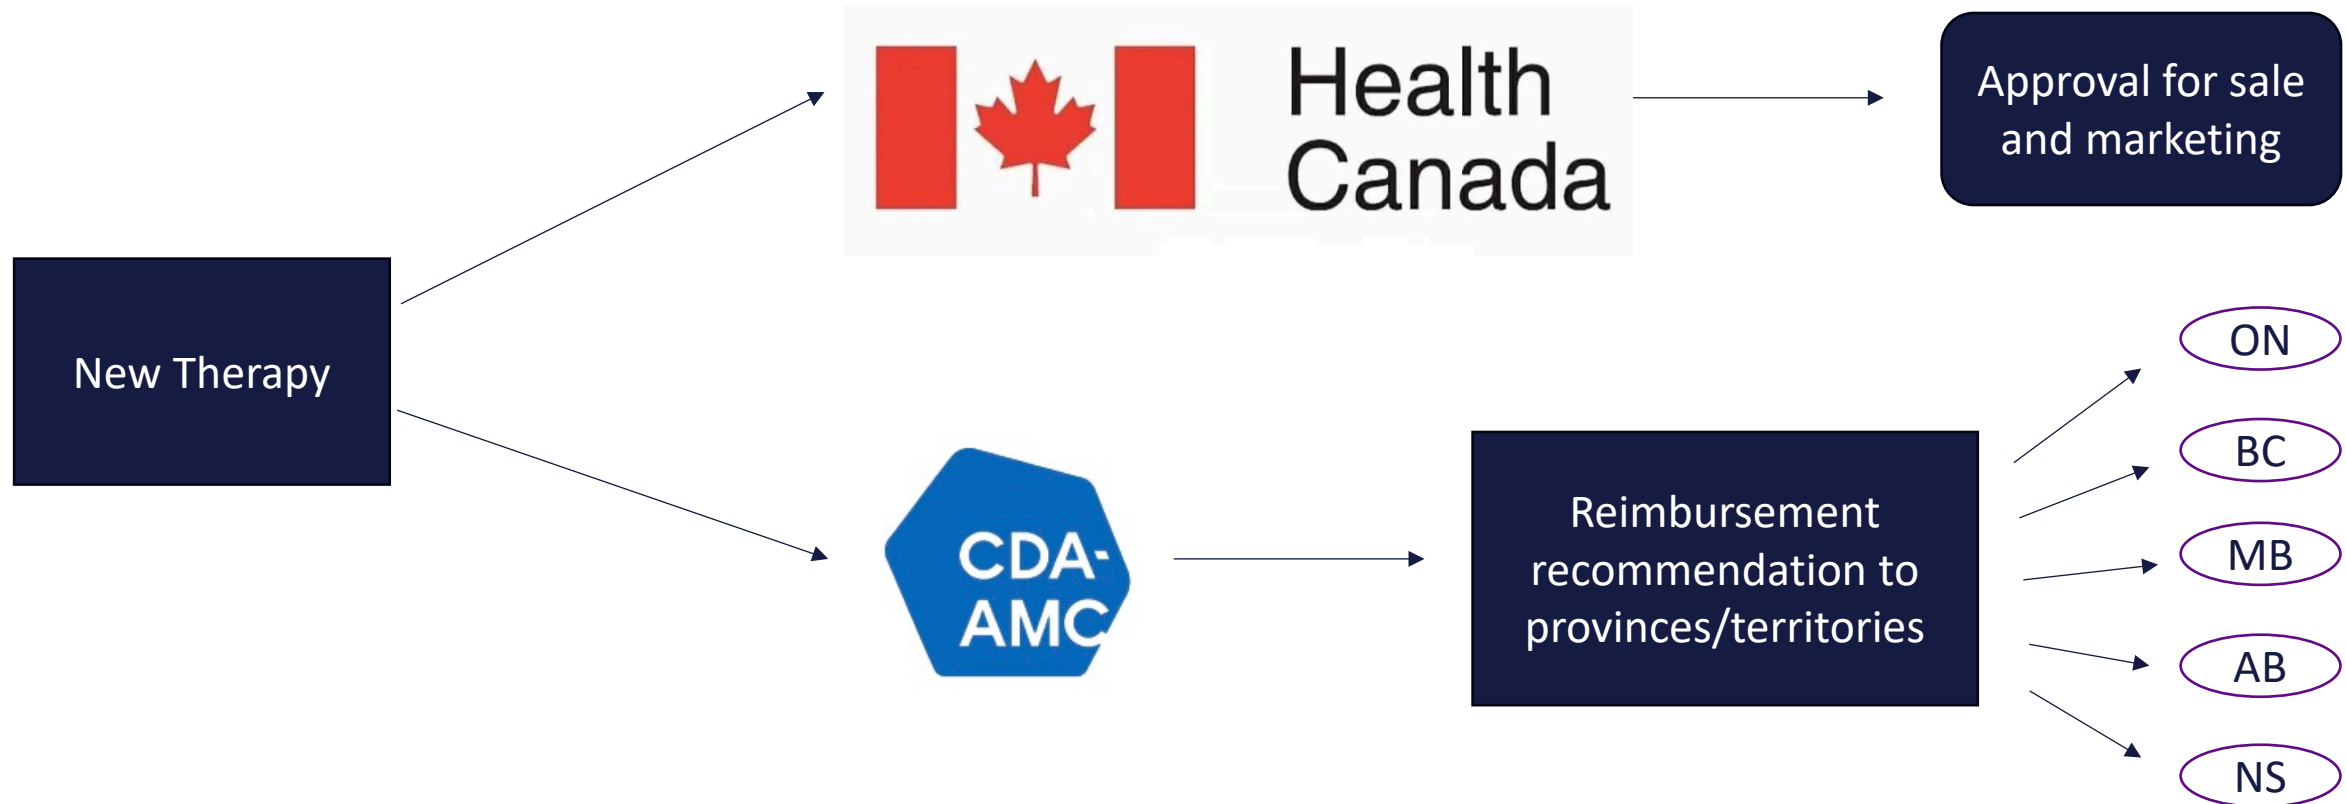 Health
Canada
Approval for sale
and marketing
New Therapy
CDA-
AMC
Reimbursement
recommendation to
provinces/territories
ON
BC
MB
AB
NS